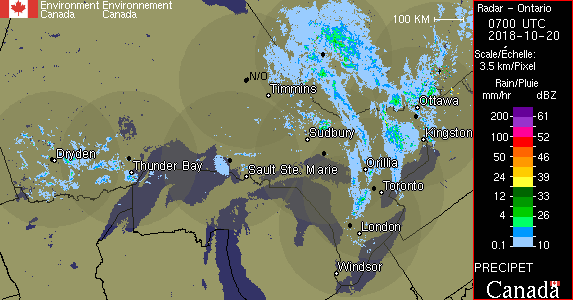 Environment Environnement
Canada Canada
Radar - Ontario
0700 UTC
2018-10-20
100 KM
Scale/Échelle:
3.5 km/Pixel
N/O
Timmins
Rain/Pluie
mm/hr dBZ
Ottawa
200 61
Sudbury
Kingston
100 52
Dryden
50 46
Thunder Bay
Sault Ste. Marie
Orillia
24 39
Toronto
12 33
4 26
London
1 20
0.1 10
Windsor
PRECIPET
Canada